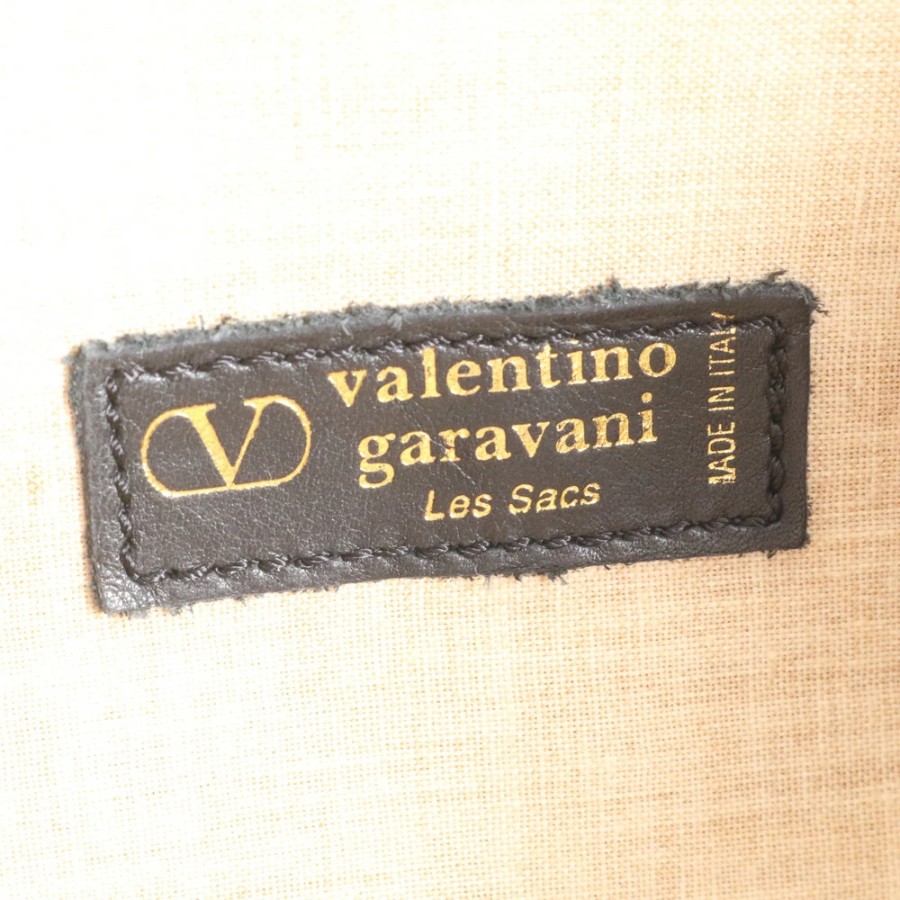 V
valentino
garavani
Les Sacs
MADE IN ITALY